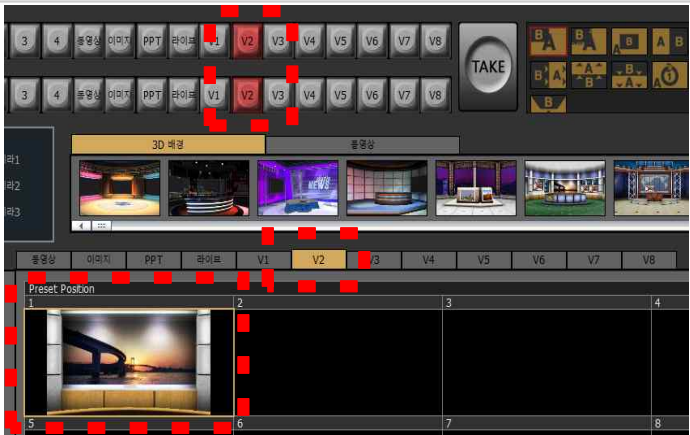 3 4 동영상 이미지 PPT 라이브 V1 V2 V3 V4 V5 V6 V7 V8
TAKE
B A B A B A B
B A A B A B A 1
B
3 4 동영상 이미지 PPT 라이브 V1 V2 V3 V4 V5 V6 V7 V8
3D 배경 동영상
라1
라2
라3
NEWS
동영상 이미지 PPT 라이브 V1 V2 V3 V4 V5 V6 V7 V8
Preset Position
1 2 3 4
5 6 7 8